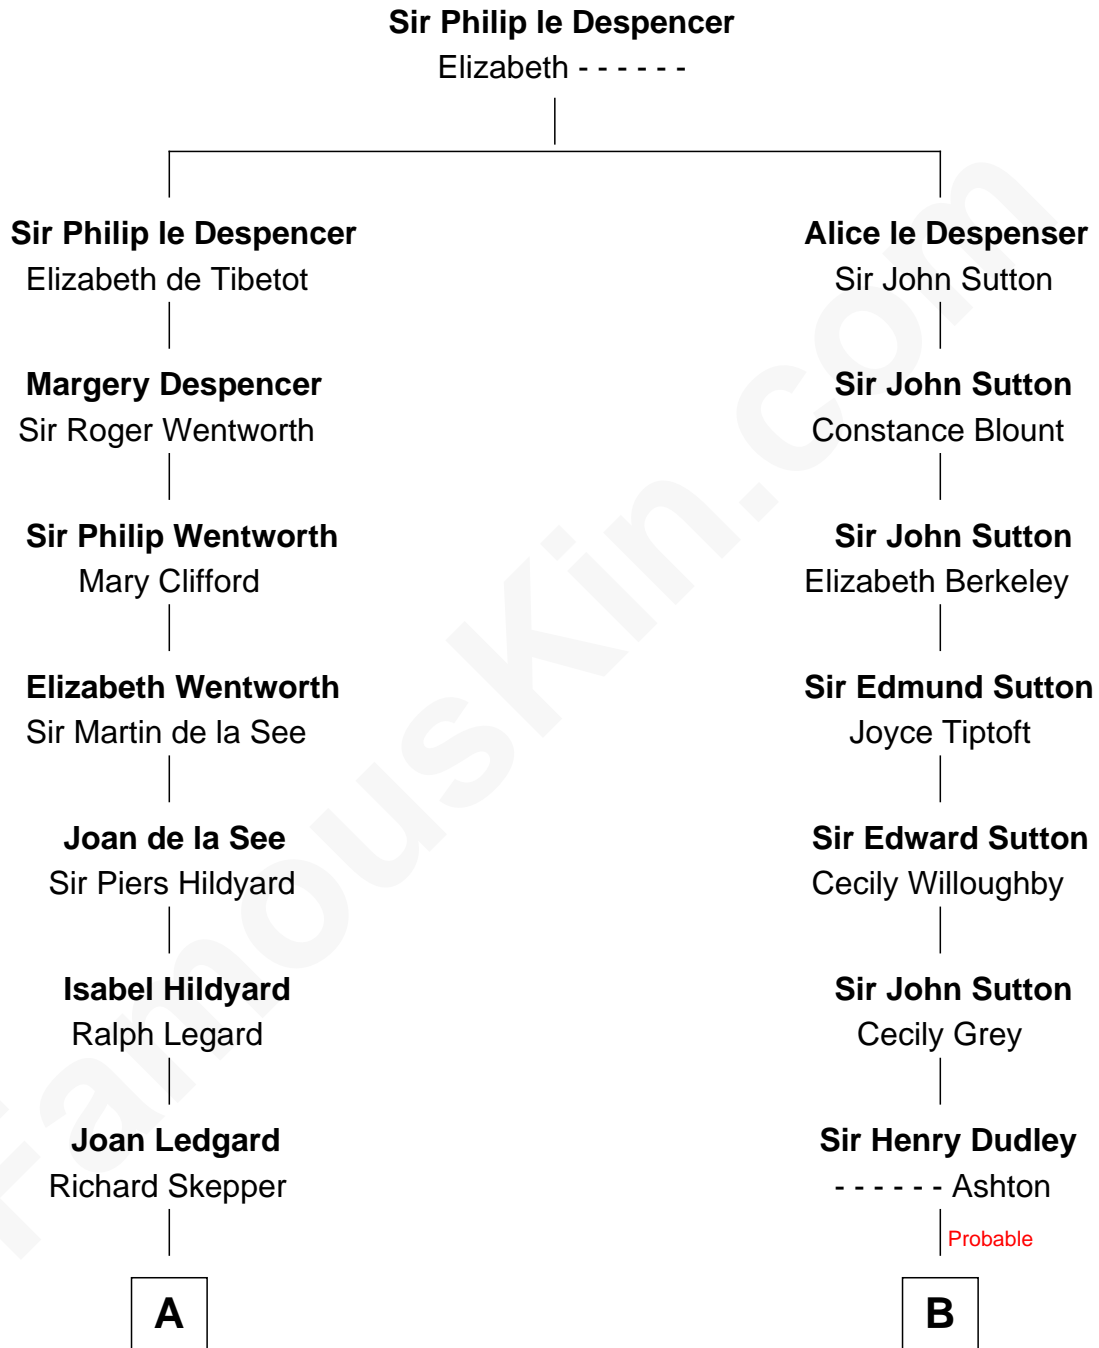 Sir Philip le Despencer
Elizabeth - - - - - -
Sir Philip le Despencer
Elizabeth de Tibetot
Margery Despencer
Sir Roger Wentworth
Sir Philip Wentworth
Mary Clifford
Elizabeth Wentworth
Sir Martin de la See
Joan de la See
Sir Piers Hildyard
Isabel Hildyard
Ralph Legard
Joan Ledgard
Richard Skepper
A
Alice le Despenser
Sir John Sutton
Sir John Sutton
Constance Blount
Sir John Sutton
Elizabeth Berkeley
Sir Edmund Sutton
Joyce Tiptoft
Sir Edward Sutton
Cecily Willoughby
Sir John Sutton
Cecily Grey
Sir Henry Dudley
- - - - - - Ashton
Probable
B
FamousKin.com